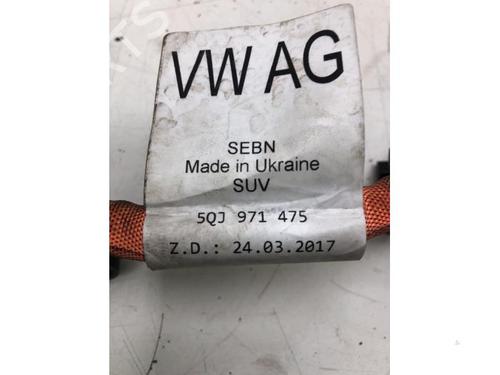 VW AG
SEBN
Made in Ukraine
SUV
5QJ 971 475
Z.D.: 24.03.2017